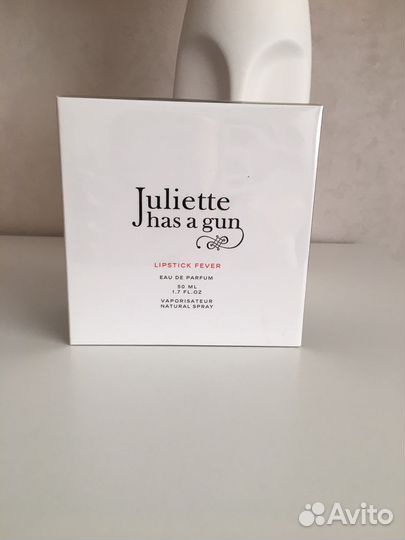 Juliette
has a gun
LIPSTICK FEVER
EAU DE PARFUM
50 ML
1.7 FL.OZ
VAPORISATEUR
NATURAL SPRAY
Avito